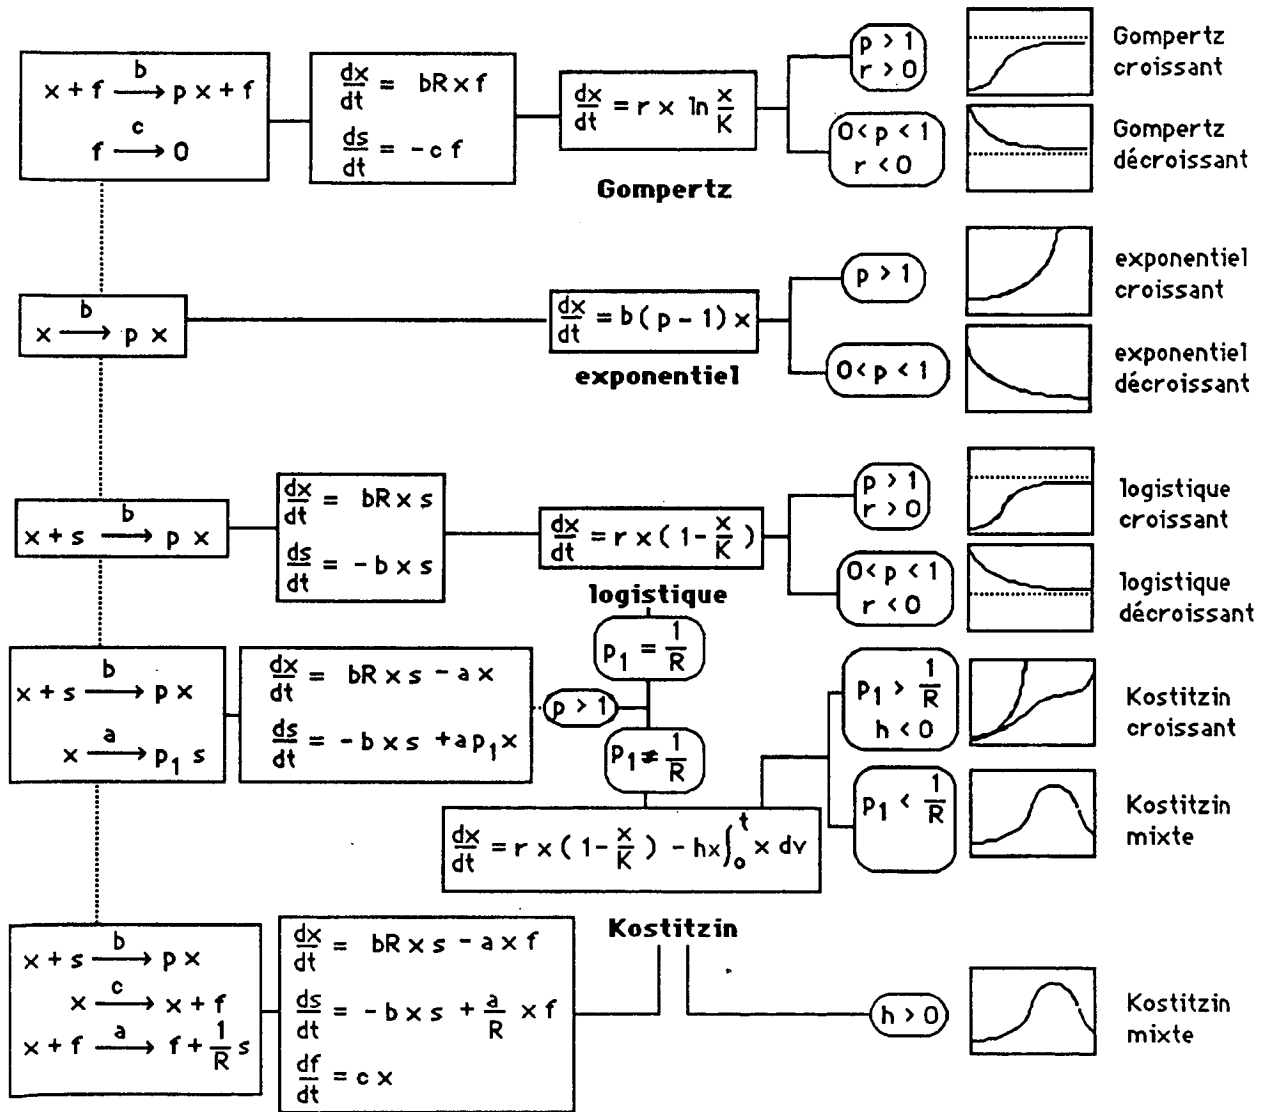 x + f —b→ p x + f
f —c→ 0
dx/dt = bR x f
ds/dt = - c f
dx/dt = r x ln x/K
Gompertz
p > 1
r > 0
0 < p < 1
r < 0
Gompertz
croissant
Gompertz
décroissant
x —b→ p x
dx/dt = b ( p - 1 ) x
exponentiel
p > 1
0 < p < 1
exponentiel
croissant
exponentiel
décroissant
x + s —b→ p x
dx/dt = bR x s
ds/dt = - b x s
dx/dt = r x ( 1 - x/K )
logistique
p > 1
r > 0
0 < p < 1
r < 0
logistique
croissant
logistique
décroissant
x + s —b→ p x
x —a→ p₁ s
dx/dt = bR x s - a x
ds/dt = - b x s + a p₁ x
p > 1
p₁ = 1/R
p₁ ≠ 1/R
dx/dt = r x ( 1 - x/K ) - hx ∫₀ᵗ x dv
Kostitzin
p₁ > 1/R
h < 0
p₁ < 1/R
Kostitzin
croissant
Kostitzin
mixte
x + s —b→ p x
x —c→ x + f
x + f —a→ f + 1/R s
dx/dt = bR x s - a x f
ds/dt = - b x s + a/R x f
df/dt = c x
h > 0
Kostitzin
mixte